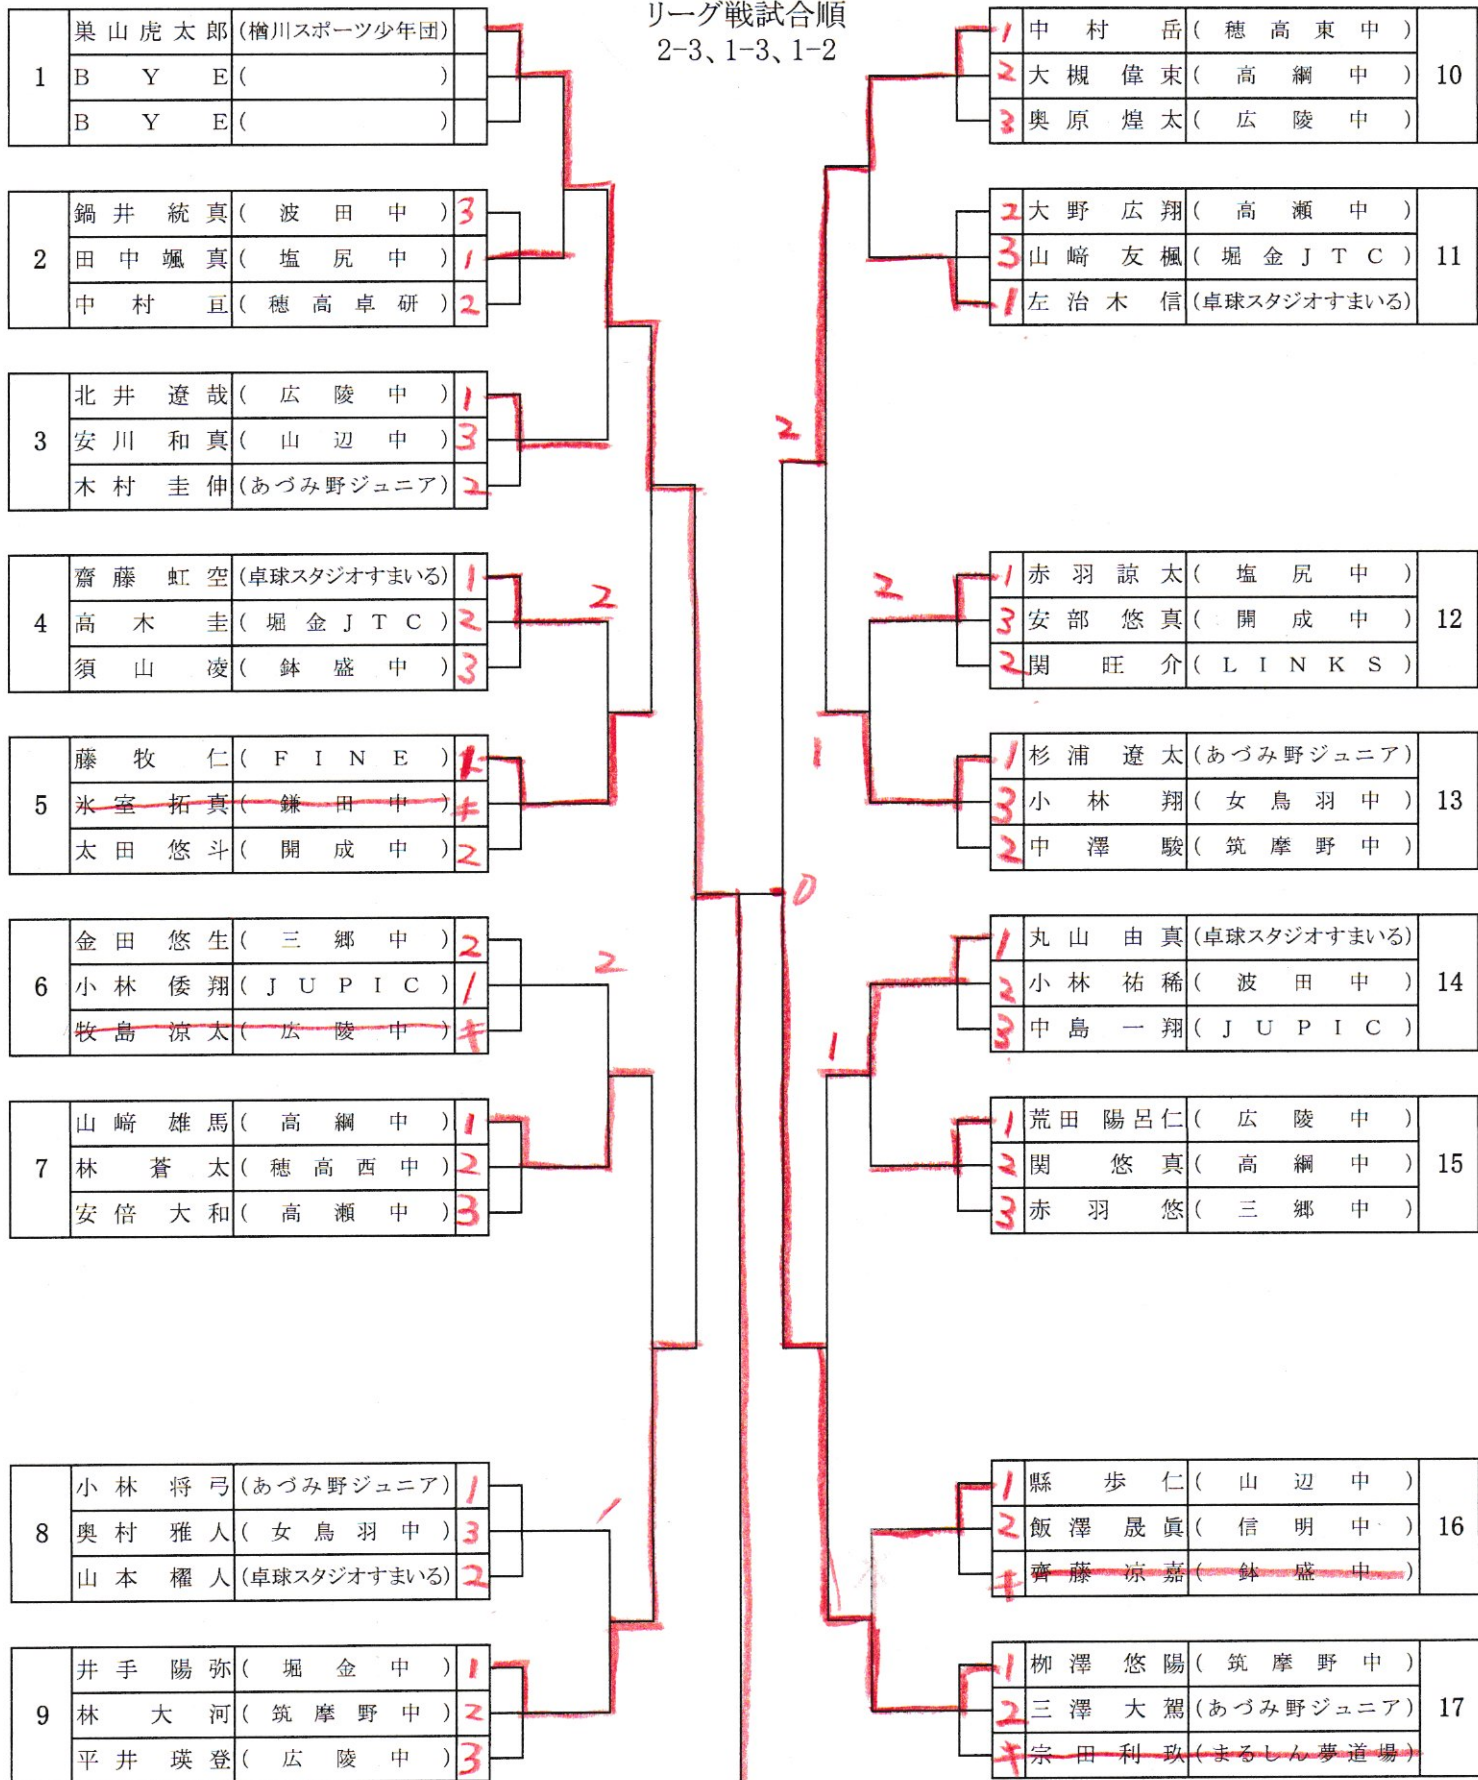 リーグ戦試合順
2-3、1-3、1-2
1
巣山虎太郎(楢川スポーツ少年団)
BYE( )
BYE( )
2
鍋井統真(波田中)3
田中颯真(塩尻中)1
中村亘(穂高卓研)2
3
北井遼哉(広陵中)1
安川和真(山辺中)3
木村圭伸(あづみ野ジュニア)2
4
齋藤虹空(卓球スタジオすまいる)1
高木圭(堀金JTC)2
須山凌(鉢盛中)3
2
5
藤牧仁(FINE)1
氷室拓真(鎌田中)キ
太田悠斗(開成中)2
6
金田悠生(三郷中)2
小林倭翔(JUPIC)1
牧島涼太(広陵中)キ
2
7
山﨑雄馬(高綱中)1
林蒼太(穂高西中)2
安倍大和(高瀬中)3
8
小林将弓(あづみ野ジュニア)1
奥村雅人(女鳥羽中)3
山本櫂人(卓球スタジオすまいる)2
1
9
井手陽弥(堀金中)1
林大河(筑摩野中)2
平井瑛登(広陵中)3
1 中村岳(穂高東中)
2 大槻偉束(高綱中)
3 奥原煌太(広陵中)
10
2 大野広翔(高瀬中)
3 山﨑友楓(堀金JTC)
1 左治木信(卓球スタジオすまいる)
11
2
1 赤羽諒太(塩尻中)
3 安部悠真(開成中)
2 関旺介(LINKS)
12
2
1
1 杉浦遼太(あづみ野ジュニア)
3 小林翔(女鳥羽中)
2 中澤駿(筑摩野中)
13
0
1 丸山由真(卓球スタジオすまいる)
2 小林祐稀(波田中)
3 中島一翔(JUPIC)
14
1
1 荒田陽呂仁(広陵中)
2 関悠真(高綱中)
3 赤羽悠(三郷中)
15
1 縣歩仁(山辺中)
2 飯澤晟眞(信明中)
キ 齊藤凉嘉(鉢盛中)
16
1
1 柳澤悠陽(筑摩野中)
2 三澤大駕(あづみ野ジュニア)
キ 宗田利玖(まるしん夢道場)
17